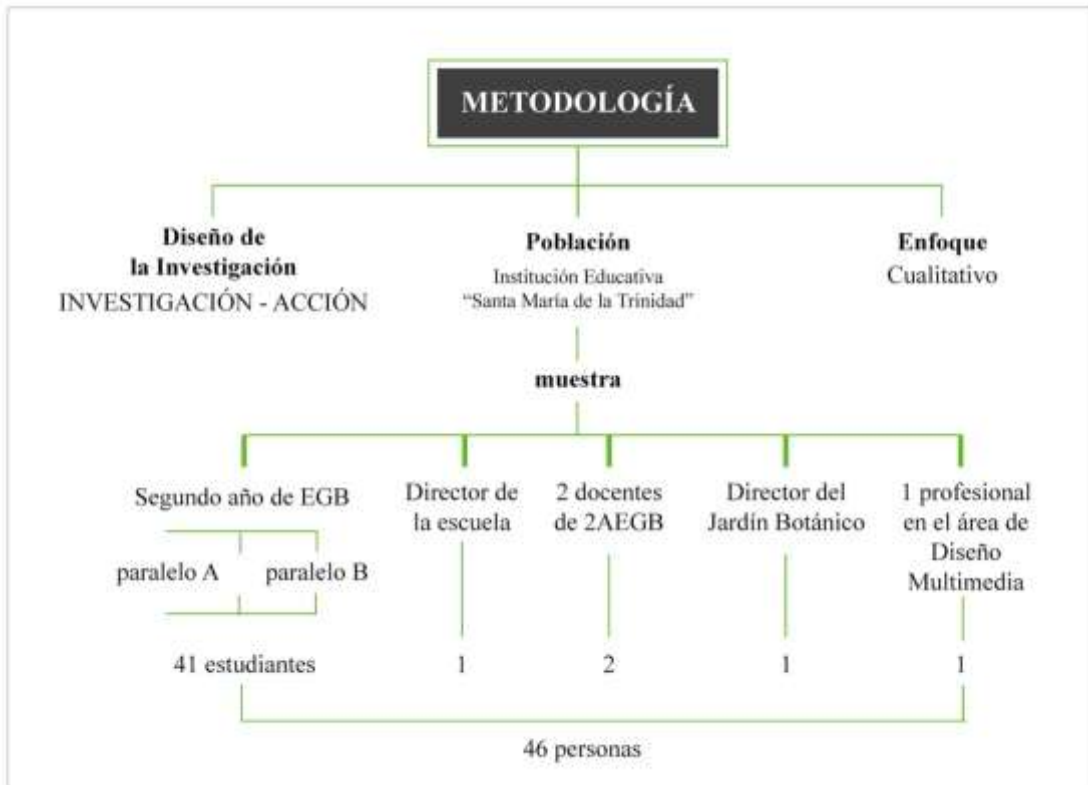 METODOLOGÍA
Diseño de
la Investigación
INVESTIGACIÓN - ACCIÓN
Población
Institución Educativa
“Santa María de la Trinidad”
Enfoque
Cualitativo
muestra
Segundo año de EGB
paralelo A
paralelo B
41 estudiantes
Director de
la escuela
1
2 docentes
de 2AEGB
2
Director del
Jardín Botánico
1
1 profesional
en el área de
Diseño
Multimedia
1
46 personas